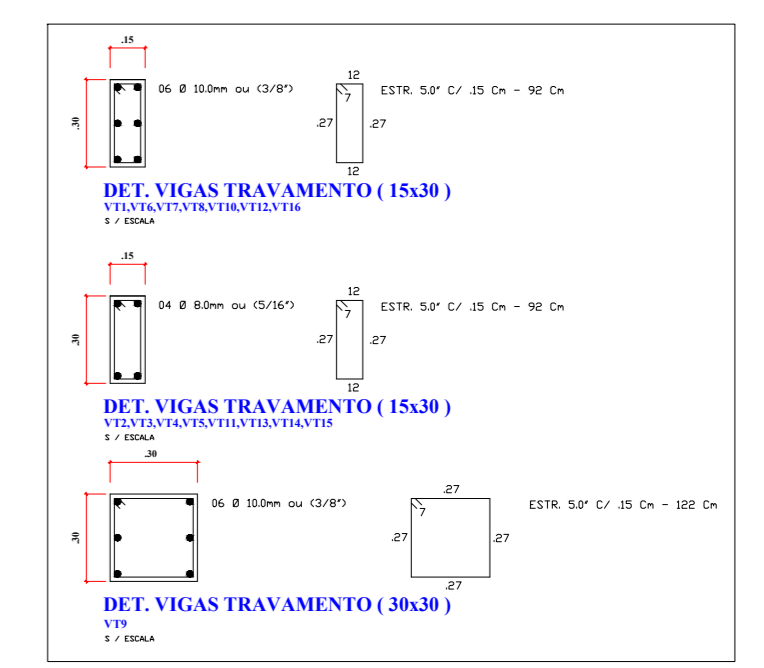 .15
12
06 Ø 10.0mm ou (3/8")
ESTR. 5.0" C/ .15 Cm - 92 Cm
7
.30
.27
.27
12
DET. VIGAS TRAVAMENTO ( 15x30 )
VT1,VT6,VT7,VT8,VT10,VT12,VT16
S / ESCALA
.15
12
04 Ø 8.0mm ou (5/16")
ESTR. 5.0" C/ .15 Cm - 92 Cm
7
.30
.27
.27
12
DET. VIGAS TRAVAMENTO ( 15x30 )
VT2,VT3,VT4,VT5,VT11,VT13,VT14,VT15
S / ESCALA
.30
.27
06 Ø 10.0mm ou (3/8")
ESTR. 5.0" C/ .15 Cm - 122 Cm
7
.30
.27
.27
.27
DET. VIGAS TRAVAMENTO ( 30x30 )
VT9
S / ESCALA